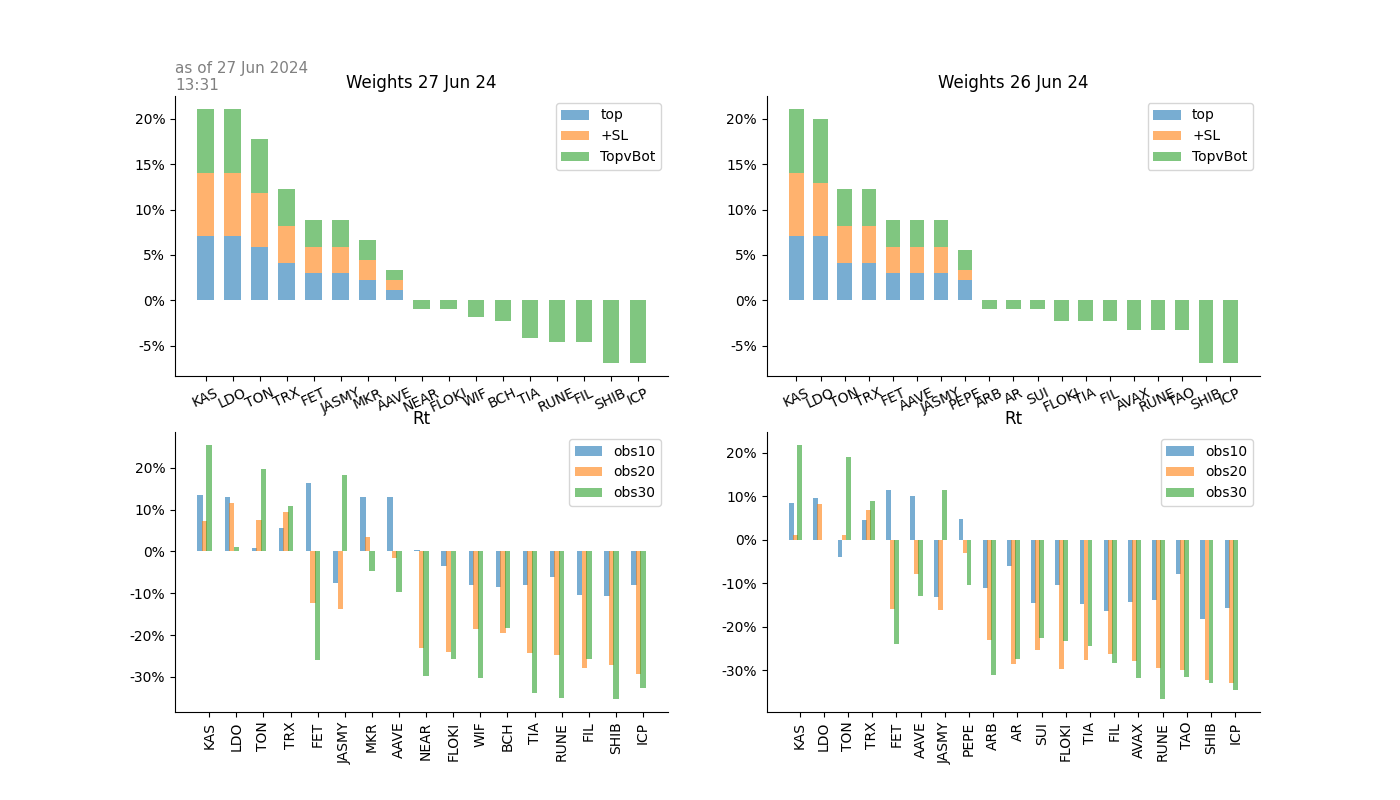 as of 27 Jun 2024
13:31
Weights 27 Jun 24
20%
15%
10%
5%
0%
-5%
top
+SL
TopvBot
KAS LDO TON TRX FET JASMY MKR AAVE NEAR FLOKI WIF BCH TIA RUNE FIL SHIB ICP
Weights 26 Jun 24
20%
15%
10%
5%
0%
-5%
top
+SL
TopvBot
KAS LDO TON TRX FET AAVE JASMY PEPE ARB AR SUI FLOKI TIA FIL AVAX RUNE TAO SHIB ICP
Rt
20%
10%
0%
-10%
-20%
-30%
obs10
obs20
obs30
KAS LDO TON TRX FET JASMY MKR AAVE NEAR FLOKI WIF BCH TIA RUNE FIL SHIB ICP
Rt
20%
10%
0%
-10%
-20%
-30%
obs10
obs20
obs30
KAS LDO TON TRX FET AAVE JASMY PEPE ARB AR SUI FLOKI TIA FIL AVAX RUNE TAO SHIB ICP